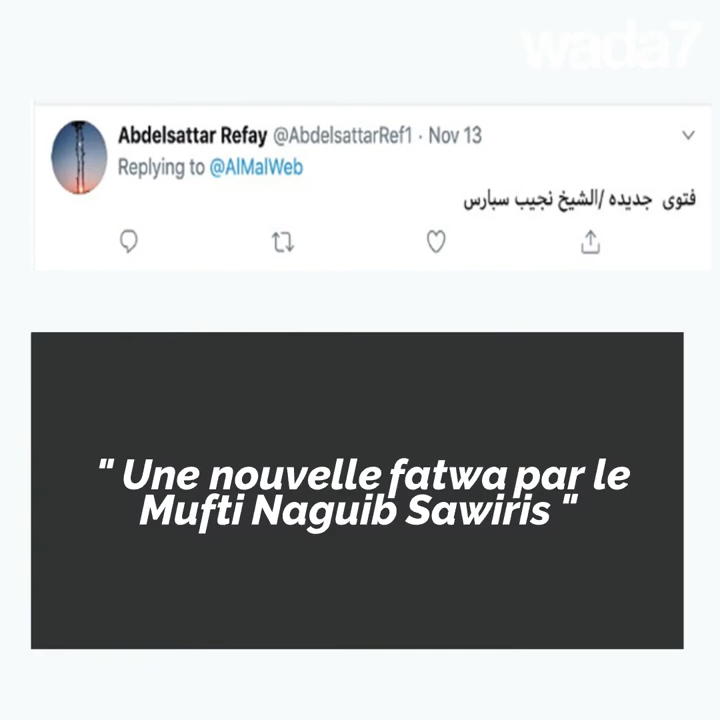 wada7
Abdelsattar Refay @AbdelsattarRef1 · Nov 13
Replying to @AlMalWeb
فتوى جديده /الشيخ نجيب سبارس
" Une nouvelle fatwa par le
Mufti Naguib Sawiris "